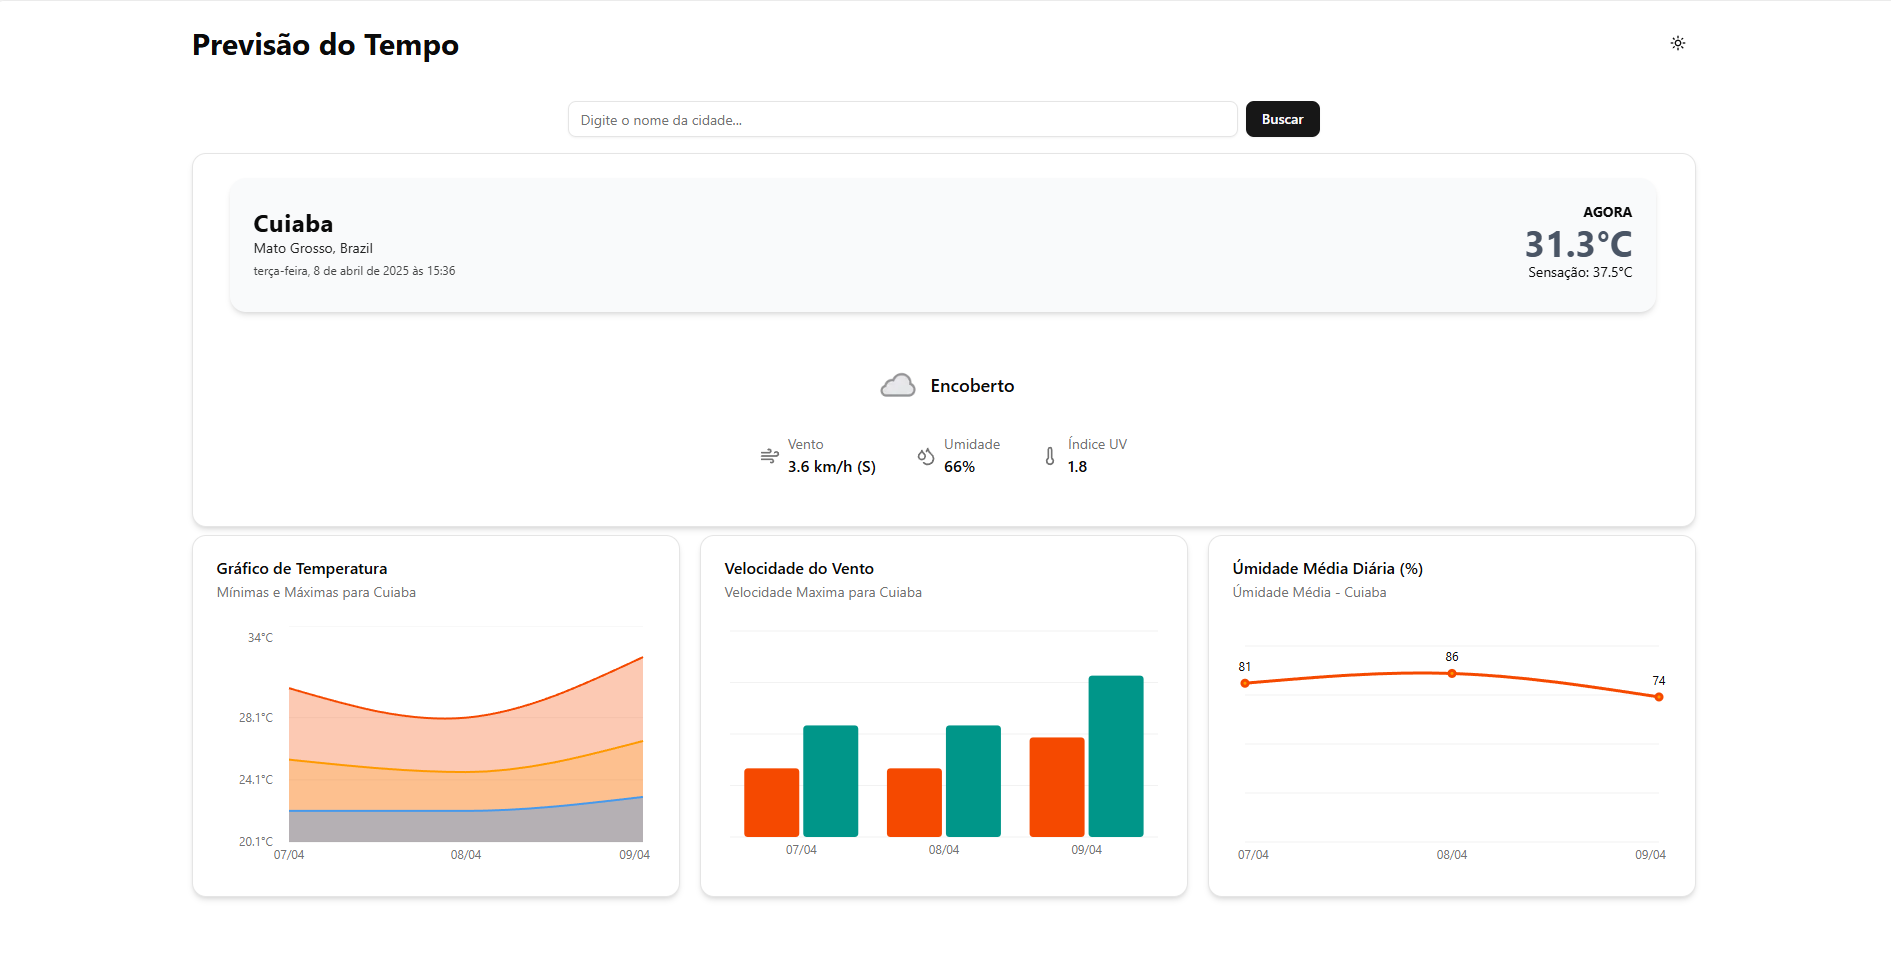 Previsão do Tempo
Digite o nome da cidade...
Buscar
Cuiaba
Mato Grosso, Brazil
terça-feira, 8 de abril de 2025 às 15:36
AGORA
31.3°C
Sensação: 37.5°C
Encoberto
Vento
3.6 km/h (S)
Umidade
66%
Índice UV
1.8
Gráfico de Temperatura
Mínimas e Máximas para Cuiaba
34°C
28.1°C
24.1°C
20.1°C
07/04
08/04
09/04
Velocidade do Vento
Velocidade Maxima para Cuiaba
07/04
08/04
09/04
Úmidade Média Diária (%)
Úmidade Média - Cuiaba
81
86
74
07/04
08/04
09/04